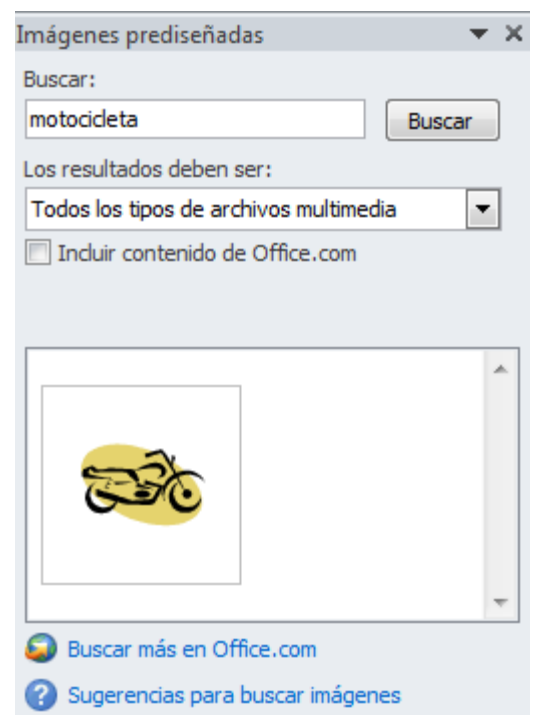 Imágenes prediseñadas
Buscar:
motocicleta
Buscar
Los resultados deben ser:
Todos los tipos de archivos multimedia
Incluir contenido de Office.com
Buscar más en Office.com
Sugerencias para buscar imágenes